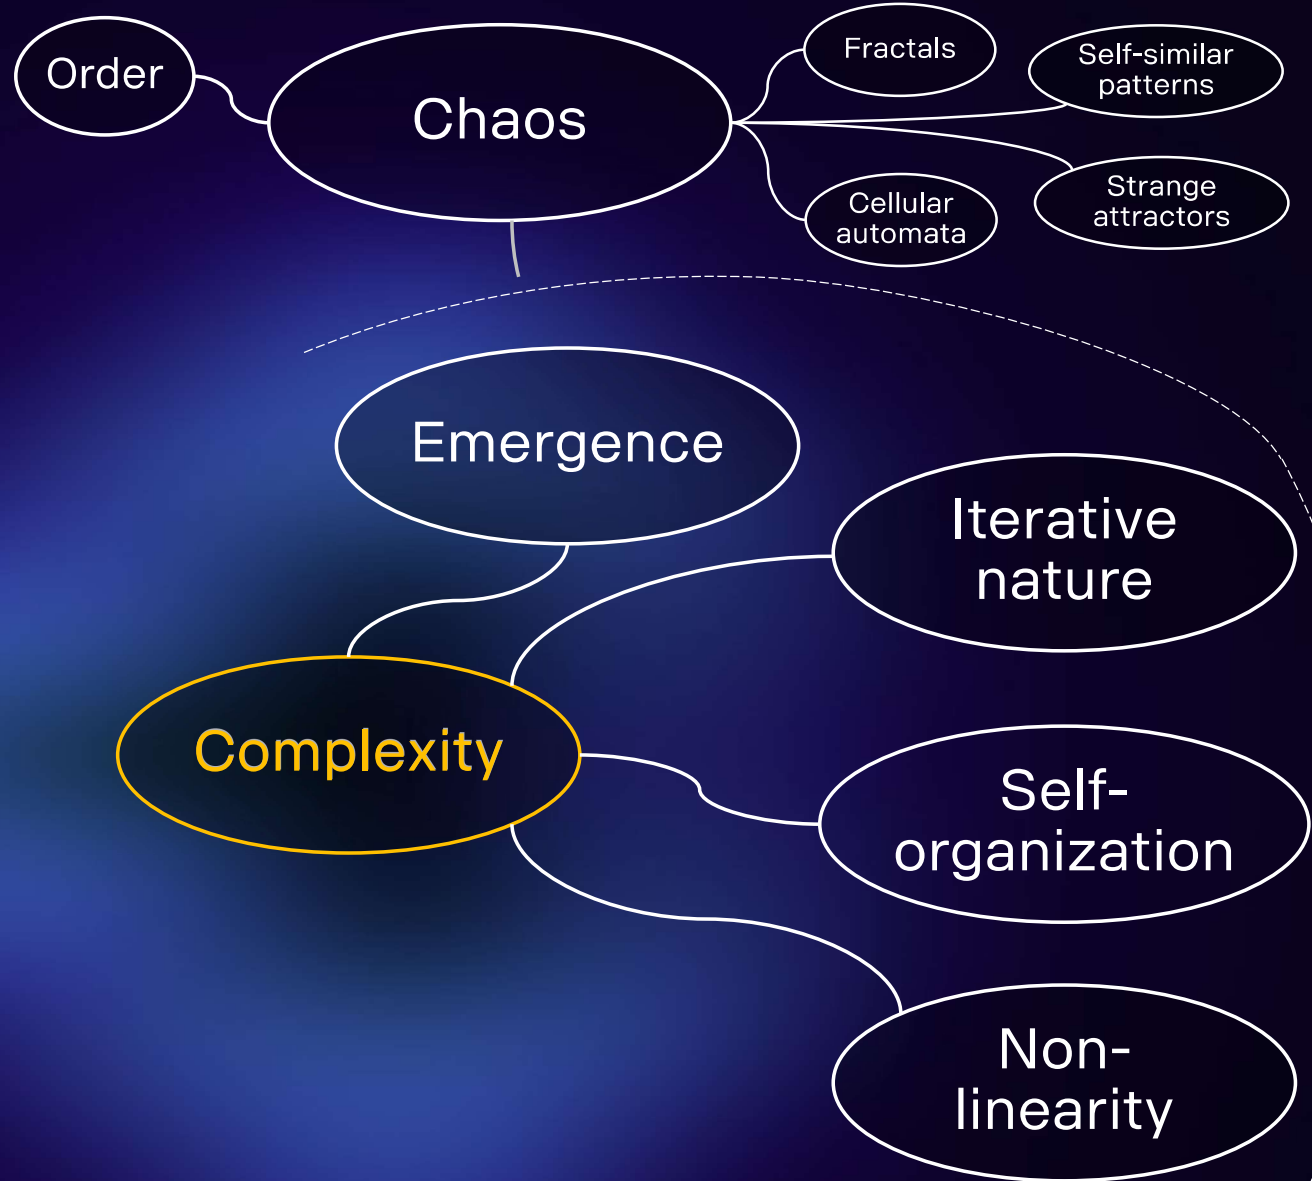 Order
Chaos
Fractals
Self-similar
patterns
Cellular
automata
Strange
attractors
Emergence
Iterative
nature
Complexity
Self-
organization
Non-
linearity